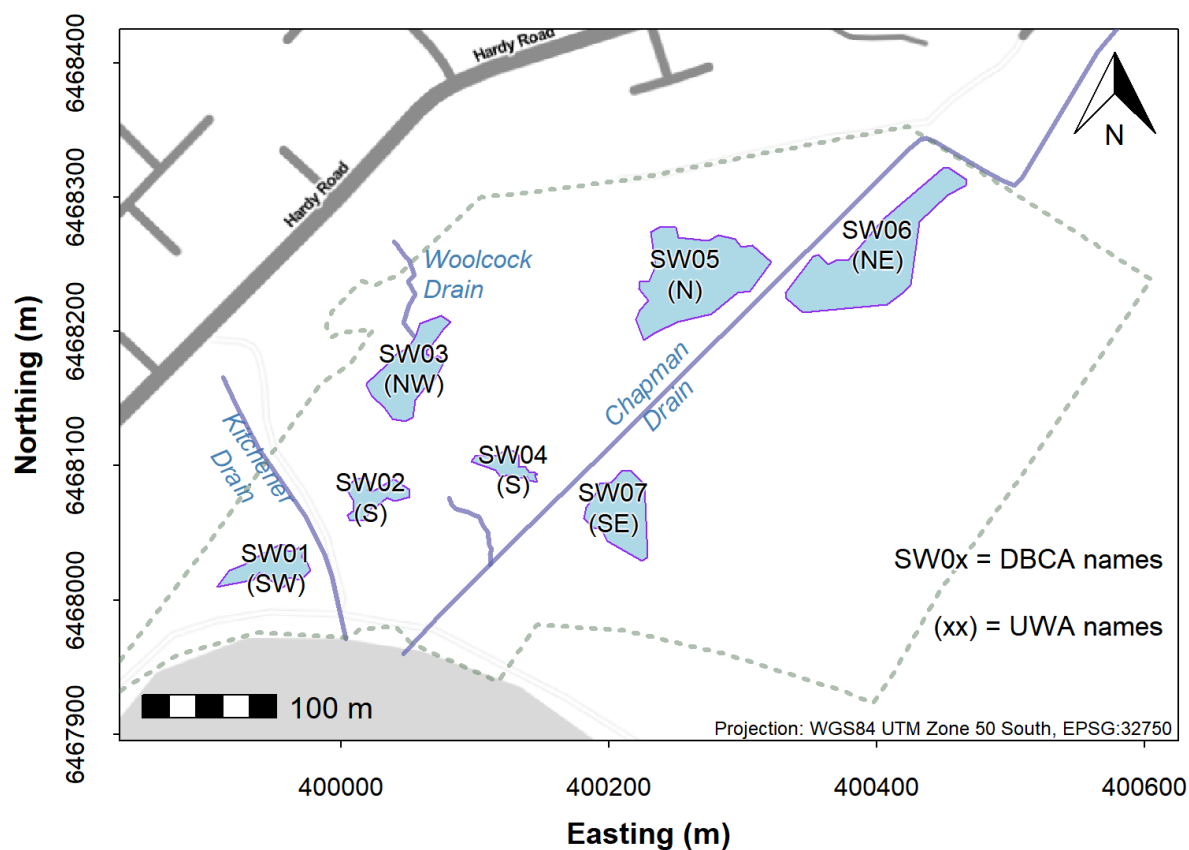 Hardy Road
Hardy Road
N
Woolcock
Drain
SW05
(N)
SW06
(NE)
SW03
(NW)
Chapman
Drain
Kitchener
Drain
SW04
(S)
SW02
(S)
SW07
(SE)
SW01
(SW)
SW0x = DBCA names
(xx) = UWA names
100 m
Projection: WGS84 UTM Zone 50 South, EPSG:32750
6468400
6468300
6468200
6468100
6468000
6467900
Northing (m)
400000
400200
400400
400600
Easting (m)